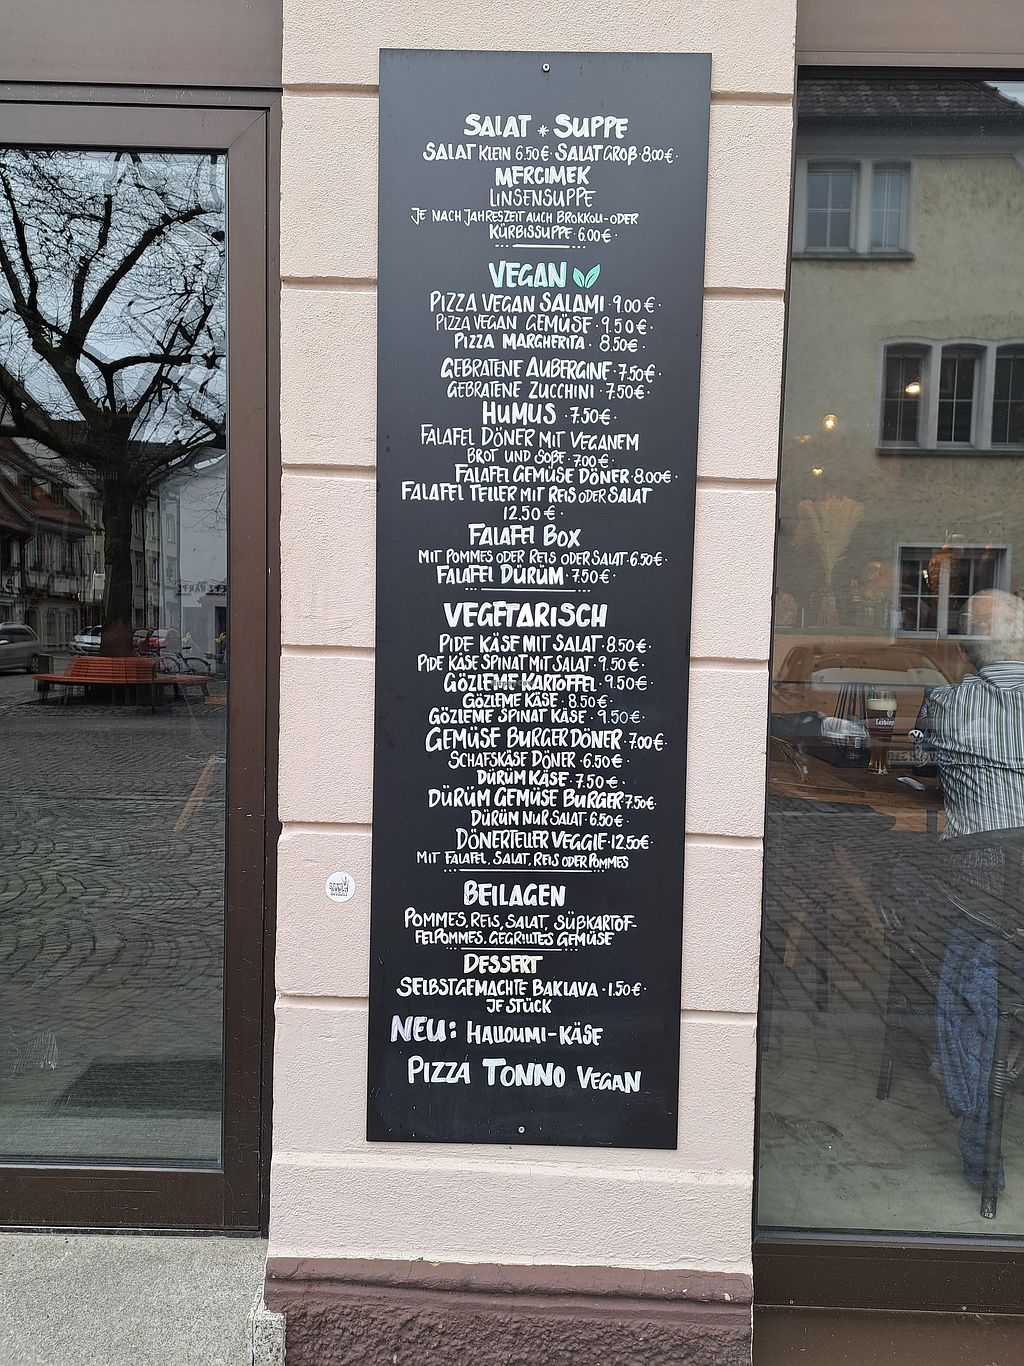 SALAT * SUPPE
SALAT KLEIN 6.50€ · SALAT GROß · 8.00€ ·
MERCIMEK
LINSENSUPPE
JE NACH JAHRESZEIT AUCH BROKKOLI- ODER
KÜRBISSUPPE · 6.00€ ·
VEGAN
PIZZA VEGAN SALAMI · 9.00€ ·
PIZZA VEGAN GEMÜSE · 9.50€ ·
PIZZA MARGHERITA · 8.50€ ·
GEBRATENE AUBERGINE · 7.50€ ·
GEBRATENE ZUCCHINI · 7.50€ ·
HUMUS · 7.50€ ·
FALAFEL DÖNER MIT VEGANEM
BROT UND SOßE · 7.00€ ·
FALAFEL GEMÜSE DÖNER · 8.00€ ·
FALAFEL TELLER MIT REIS ODER SALAT
12.50€ ·
FALAFEL BOX
MIT POMMES ODER REIS ODER SALAT · 6.50€ ·
FALAFEL DÜRÜM · 7.50€ ·
VEGETARISCH
PIDE KÄSE MIT SALAT · 8.50€ ·
PIDE KÄSE SPINAT MIT SALAT · 9.50€ ·
GÖZLEME KARTOFFEL · 9.50€ ·
GÖZLEME KÄSE · 8.50€ ·
GÖZLEME SPINAT KÄSE · 9.50€ ·
GEMÜSE BURGER DÖNER · 7.00€ ·
SCHAFSKÄSE DÖNER · 6.50€ ·
DÜRÜM KÄSE · 7.50€ ·
DÜRÜM GEMÜSE BURGER 7.50€ ·
DÜRÜM NUR SALAT · 6.50€ ·
DÖNERTELLER VEGGIE · 12.50€ ·
MIT FALAFEL, SALAT, REIS ODER POMMES
BEILAGEN
POMMES, REIS, SALAT, SÜßKARTOF-
FELPOMMES, GEGRILLTES GEMÜSE
DESSERT
SELBSTGEMACHTE BAKLAVA · 1.50€ ·
JE STÜCK
NEU: HALLOUMI-KÄSE
PIZZA TONNO VEGAN